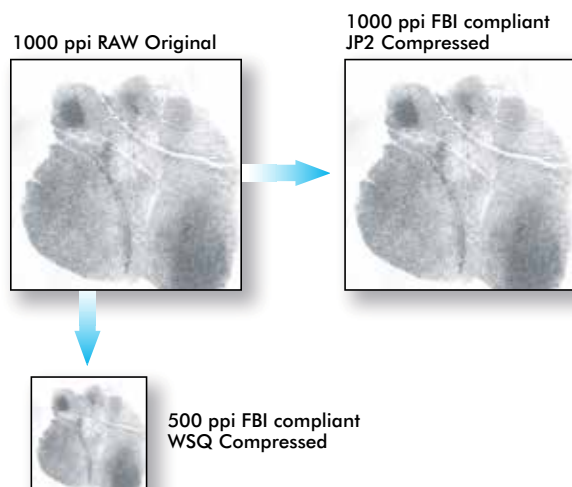 1000 ppi RAW Original
1000 ppi FBI compliant
JP2 Compressed
500 ppi FBI compliant
WSQ Compressed